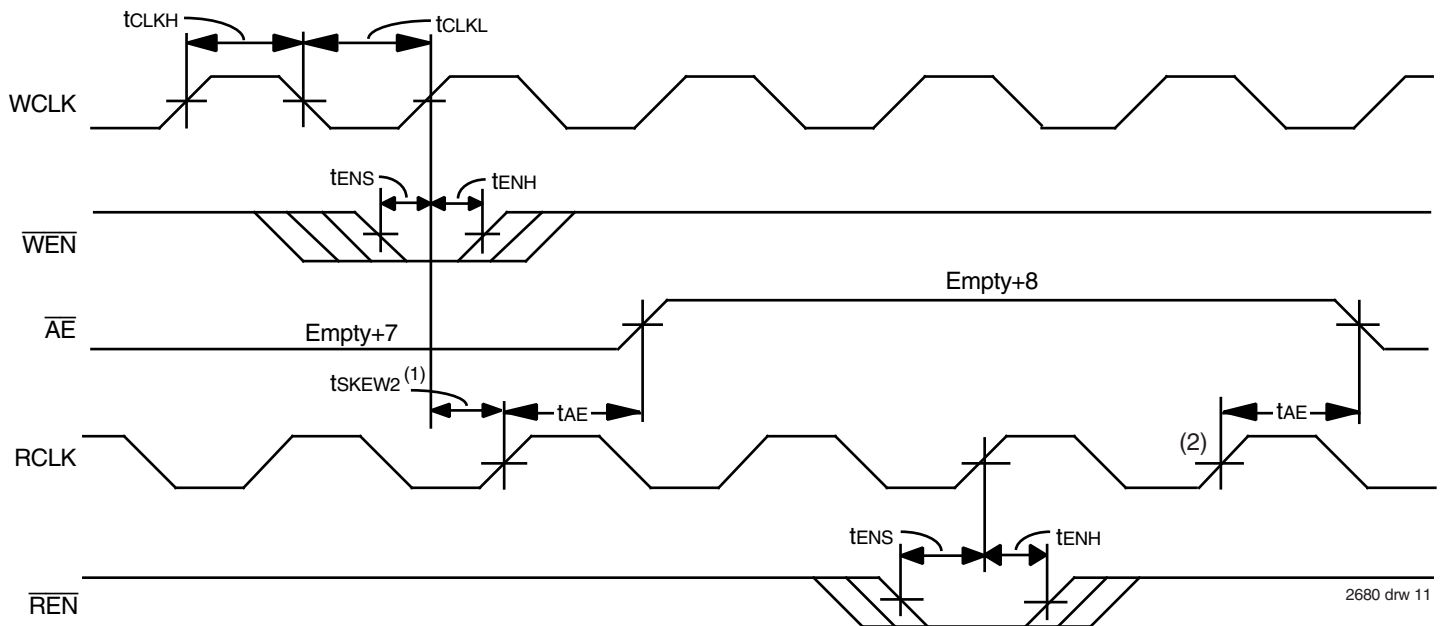 tCLKH
tCLKL
WCLK
tENS
tENH
WEN
Empty+8
AE
Empty+7
tSKEW2 (1)
tAE
tAE
RCLK
(2)
tENS
tENH
REN
2680 drw 11